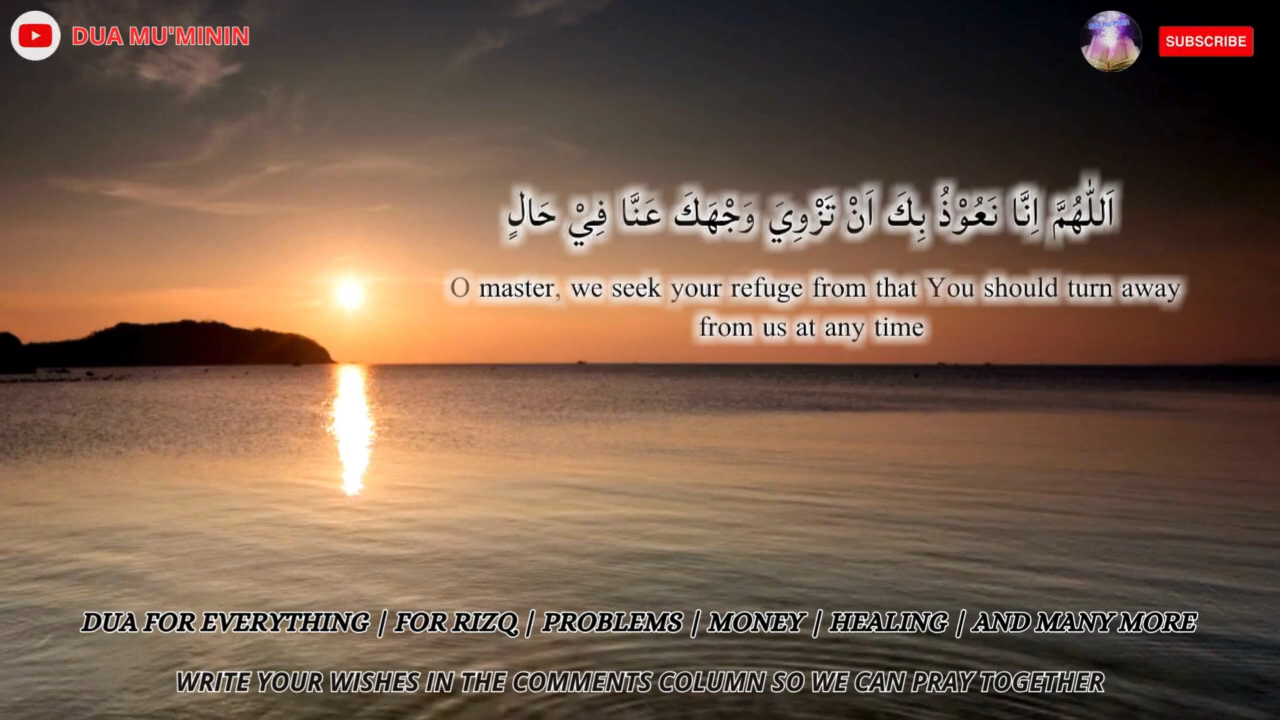 DUA MU'MININ
SUBSCRIBE
اَللّٰهُمَّ اِنَّا نَعُوْذُ بِكَ اَنْ تَزْوِيَ وَجْهَكَ عَنَّا فِيْ حَالٍ
O master, we seek your refuge from that You should turn away
from us at any time
DUA FOR EVERYTHING | FOR RIZQ | PROBLEMS | MONEY | HEALING | AND MANY MORE
WRITE YOUR WISHES IN THE COMMENTS COLUMN SO WE CAN PRAY TOGETHER